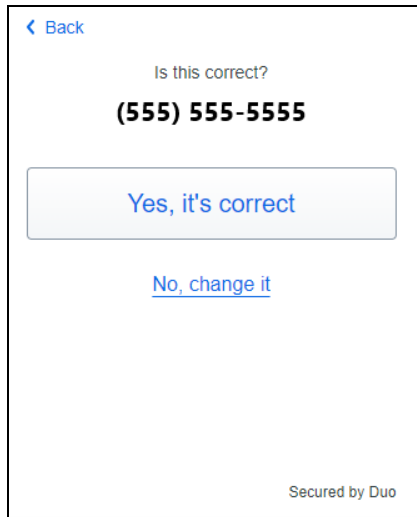 Back
Is this correct?
(555) 555-5555
Yes, it's correct
No, change it
Secured by Duo